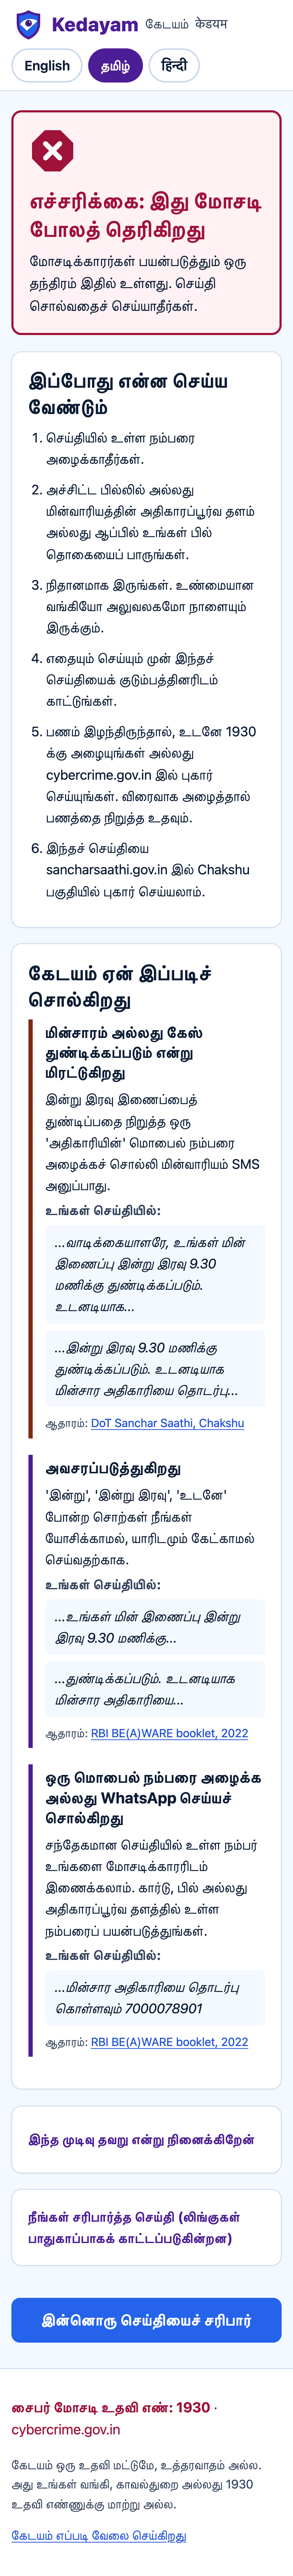 Kedayam கேடயம் केडयम
English தமிழ் हिन्दी
எச்சரிக்கை: இது மோசடி
போலத் தெரிகிறது
மோசடிக்காரர்கள் பயன்படுத்தும் ஒரு
தந்திரம் இதில் உள்ளது. செய்தி
சொல்வதைச் செய்யாதீர்கள்.
இப்போது என்ன செய்ய
வேண்டும்
1. செய்தியில் உள்ள நம்பரை
அழைக்காதீர்கள்.
2. அச்சிட்ட பில்லில் அல்லது
மின்வாரியத்தின் அதிகாரப்பூர்வ தளம்
அல்லது ஆப்பில் உங்கள் பில்
தொகையைப் பாருங்கள்.
3. நிதானமாக இருங்கள். உண்மையான
வங்கியோ அலுவலகமோ நாளையும்
இருக்கும்.
4. எதையும் செய்யும் முன் இந்தச்
செய்தியைக் குடும்பத்தினரிடம்
காட்டுங்கள்.
5. பணம் இழந்திருந்தால், உடனே 1930
க்கு அழையுங்கள் அல்லது
cybercrime.gov.in இல் புகார்
செய்யுங்கள். விரைவாக அழைத்தால்
பணத்தை நிறுத்த உதவும்.
6. இந்தச் செய்தியை
sancharsaathi.gov.in இல் Chakshu
பகுதியில் புகார் செய்யலாம்.
கேடயம் ஏன் இப்படிச்
சொல்கிறது
மின்சாரம் அல்லது கேஸ்
துண்டிக்கப்படும் என்று
மிரட்டுகிறது
இன்று இரவு இணைப்பைத்
துண்டிப்பதை நிறுத்த ஒரு
'அதிகாரியின்' மொபைல் நம்பரை
அழைக்கச் சொல்லி மின்வாரியம் SMS
அனுப்பாது.
உங்கள் செய்தியில்:
...வாடிக்கையாளரே, உங்கள் மின்
இணைப்பு இன்று இரவு 9.30
மணிக்கு துண்டிக்கப்படும்.
உடனடியாக...
...இன்று இரவு 9.30 மணிக்கு
துண்டிக்கப்படும். உடனடியாக
மின்சார அதிகாரியை தொடர்பு...
ஆதாரம்: DoT Sanchar Saathi, Chakshu
அவசரப்படுத்துகிறது
'இன்று', 'இன்று இரவு', 'உடனே'
போன்ற சொற்கள் நீங்கள்
யோசிக்காமல், யாரிடமும் கேட்காமல்
செய்வதற்காக.
உங்கள் செய்தியில்:
...உங்கள் மின் இணைப்பு இன்று
இரவு 9.30 மணிக்கு...
...துண்டிக்கப்படும். உடனடியாக
மின்சார அதிகாரியை...
ஆதாரம்: RBI BE(A)WARE booklet, 2022
ஒரு மொபைல் நம்பரை அழைக்க
அல்லது WhatsApp செய்யச்
சொல்கிறது
சந்தேகமான செய்தியில் உள்ள நம்பர்
உங்களை மோசடிக்காரரிடம்
இணைக்கலாம். கார்டு, பில் அல்லது
அதிகாரப்பூர்வ தளத்தில் உள்ள
நம்பரைப் பயன்படுத்துங்கள்.
உங்கள் செய்தியில்:
...மின்சார அதிகாரியை தொடர்பு
கொள்ளவும் 7000078901
ஆதாரம்: RBI BE(A)WARE booklet, 2022
இந்த முடிவு தவறு என்று நினைக்கிறேன்
நீங்கள் சரிபார்த்த செய்தி (லிங்குகள்
பாதுகாப்பாகக் காட்டப்படுகின்றன)
இன்னொரு செய்தியைச் சரிபார்
சைபர் மோசடி உதவி எண்: 1930 ·
cybercrime.gov.in
கேடயம் ஒரு உதவி மட்டுமே, உத்தரவாதம் அல்ல.
அது உங்கள் வங்கி, காவல்துறை அல்லது 1930
உதவி எண்ணுக்கு மாற்று அல்ல.
கேடயம் எப்படி வேலை செய்கிறது